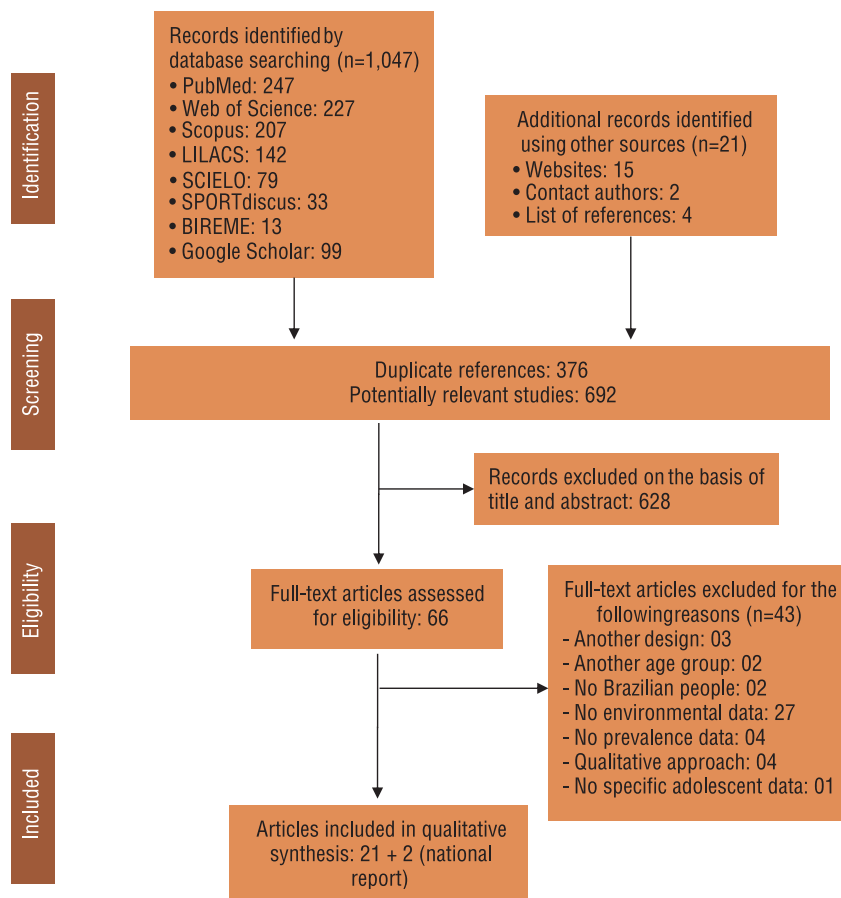 Identification
Records identified by
database searching (n=1,047)
• PubMed: 247
• Web of Science: 227
• Scopus: 207
• LILACS: 142
• SCIELO: 79
• SPORTdiscus: 33
• BIREME: 13
• Google Scholar: 99
Additional records identified
using other sources (n=21)
• Websites: 15
• Contact authors: 2
• List of references: 4
Screening
Duplicate references: 376
Potentially relevant studies: 692
Records excluded on the basis of
title and abstract: 628
Eligibility
Full-text articles assessed
for eligibility: 66
Full-text articles excluded for the
followingreasons (n=43)
- Another design: 03
- Another age group: 02
- No Brazilian people: 02
- No environmental data: 27
- No prevalence data: 04
- Qualitative approach: 04
- No specific adolescent data: 01
Included
Articles included in qualitative
synthesis: 21 + 2 (national
report)